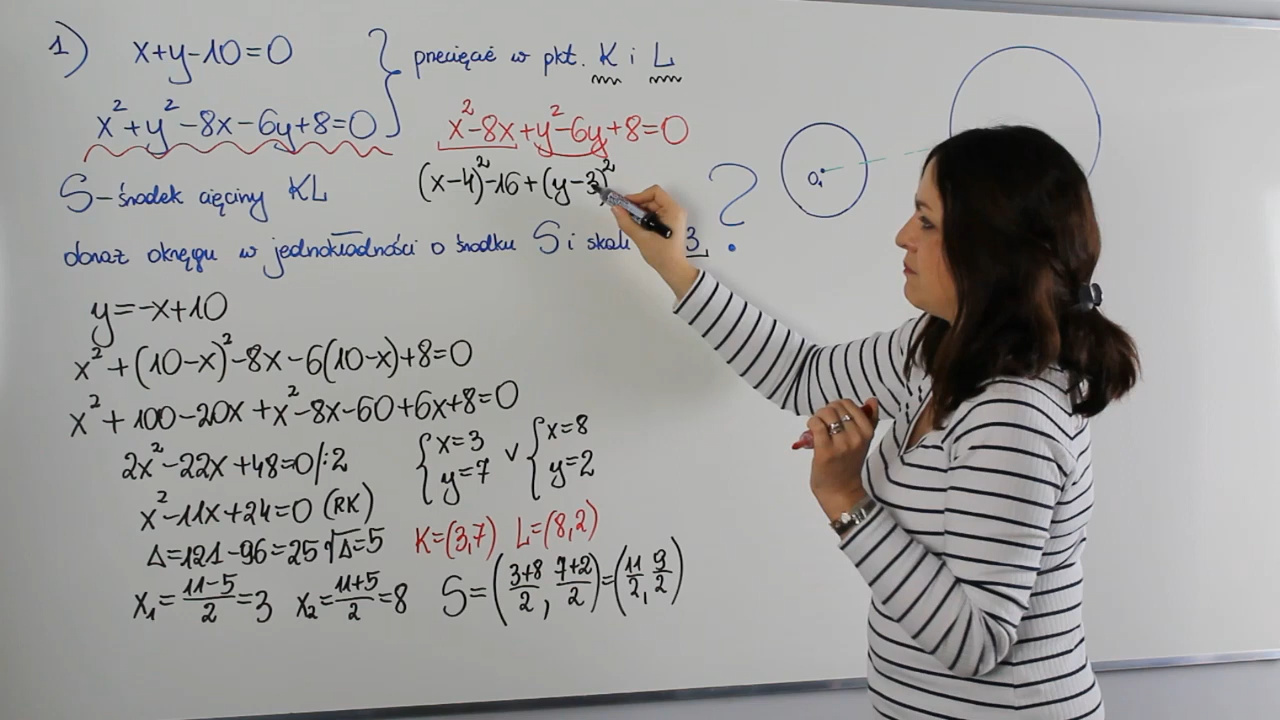 1) x+y-10=0 } przecięcie w pkt. K i L
x²+y²-8x-6y+8=0
x²-8x+y²-6y+8=0
(x-4)²-16+(y-3)²
S-środek cięciny KL
doraz okręgu w jednokładności o środku S i skali 3 ?
O₁
y=-x+10
x²+(10-x)²-8x-6(10-x)+8=0
x²+100-20x+x²-8x-60+6x+8=0
2x²-22x+48=0/:2
x²-11x+24=0 (RK)
Δ=121-96=25 √Δ=5
x₁=(11-5)/2=3 x₂=(11+5)/2=8
{x=3 y=7 v {x=8 y=2
K=(3,7) L=(8,2)
S=((3+8)/2, (7+2)/2)=(11/2, 9/2)